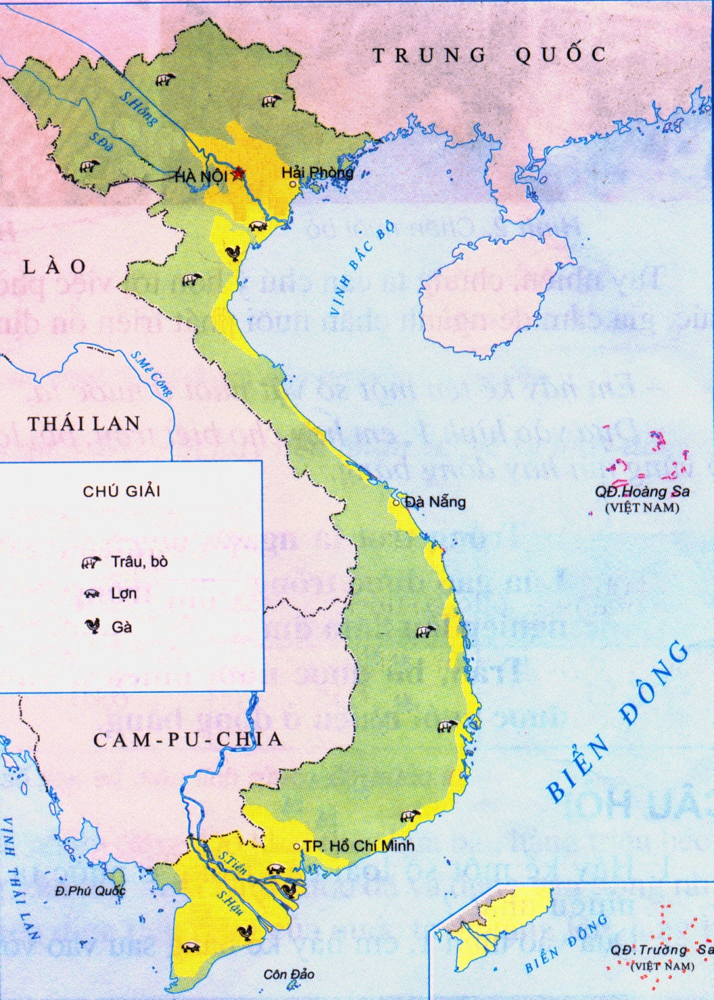 TRUNG QUỐC
S.Hồng
S.Đà
HÀ NỘI
Hải Phòng
VỊNH BẮC BỘ
LÀO
S.Mê Công
THÁI LAN
QĐ.Hoàng Sa
(VIỆT NAM)
Đà Nẵng
CHÚ GIẢI
Trâu, bò
Lợn
Gà
BIỂN ĐÔNG
CAM-PU-CHIA
VỊNH THÁI LAN
TP. Hồ Chí Minh
S.Tiền
S.Hậu
Đ.Phú Quốc
Côn Đảo
BIỂN ĐÔNG
QĐ.Trường Sa
(VIỆT NAM)